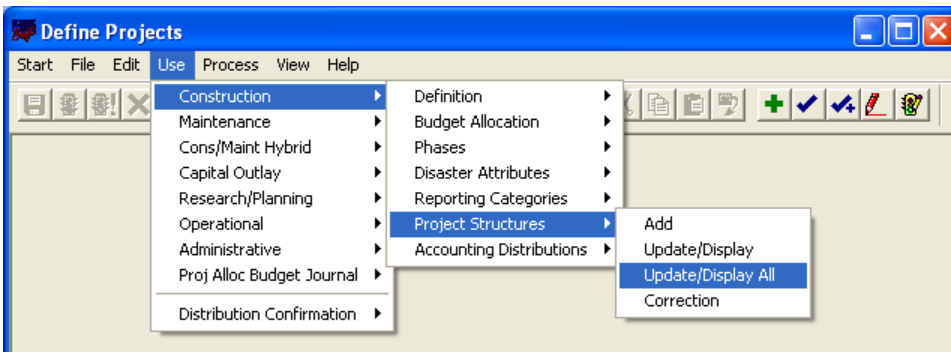 Define Projects
Start File Edit Use Process View Help
Construction
Maintenance
Cons/Maint Hybrid
Capital Outlay
Research/Planning
Operational
Administrative
Proj Alloc Budget Journal
Distribution Confirmation
Definition
Budget Allocation
Phases
Disaster Attributes
Reporting Categories
Project Structures
Accounting Distributions
Add
Update/Display
Update/Display All
Correction